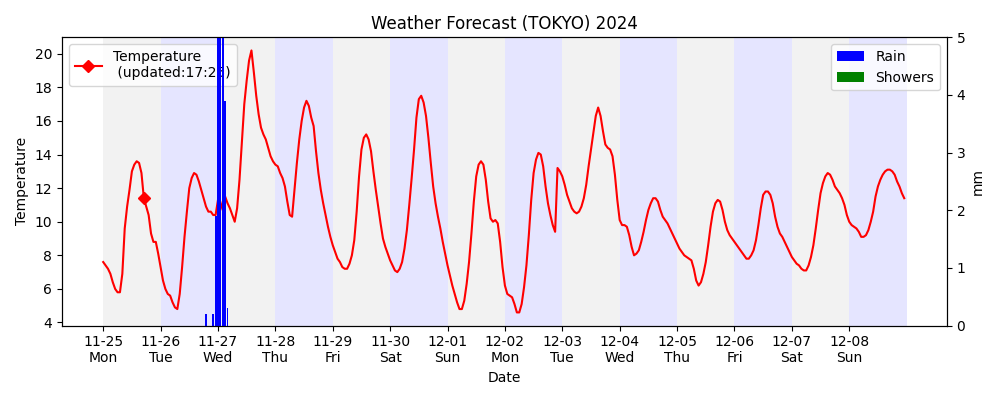 Weather Forecast (TOKYO) 2024
Temperature
(updated:17:2
Rain
Showers
Temperature
20
18
16
14
12
10
8
6
4
5
4
3
2
1
0
mm
11-25
Mon
11-26
Tue
11-27
Wed
11-28
Thu
11-29
Fri
11-30
Sat
12-01
Sun
12-02
Mon
12-03
Tue
12-04
Wed
12-05
Thu
12-06
Fri
12-07
Sat
12-08
Sun
Date